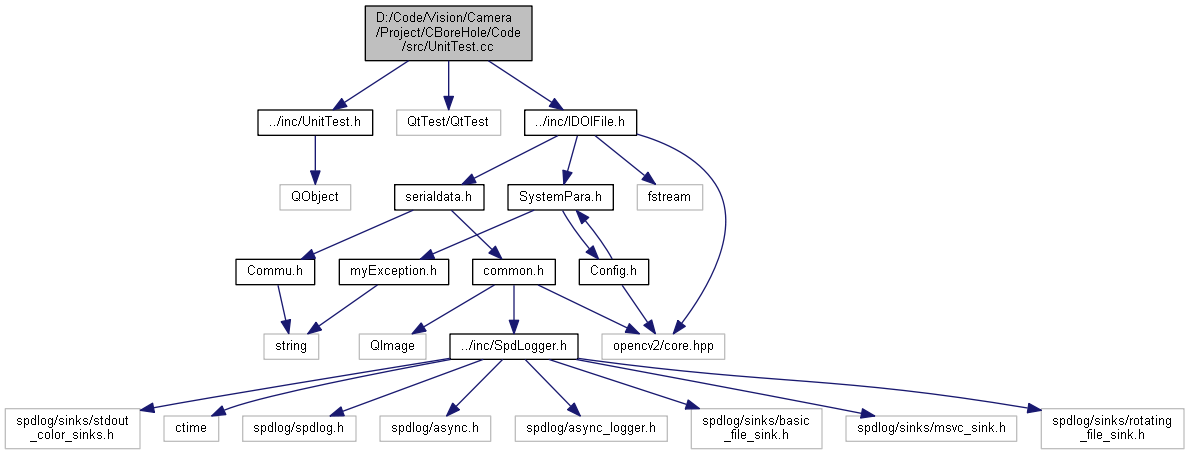 D:/Code/Vision/Camera
/Project/CBoreHole/Code
/src/UnitTest.cc
../inc/UnitTest.h
QtTest/QtTest
../inc/IDOIFile.h
QObject
serialdata.h
SystemPara.h
fstream
Commu.h
myException.h
common.h
Config.h
string
QImage
../inc/SpdLogger.h
opencv2/core.hpp
spdlog/sinks/stdout
_color_sinks.h
ctime
spdlog/spdlog.h
spdlog/async.h
spdlog/async_logger.h
spdlog/sinks/basic
_file_sink.h
spdlog/sinks/msvc_sink.h
spdlog/sinks/rotating
_file_sink.h